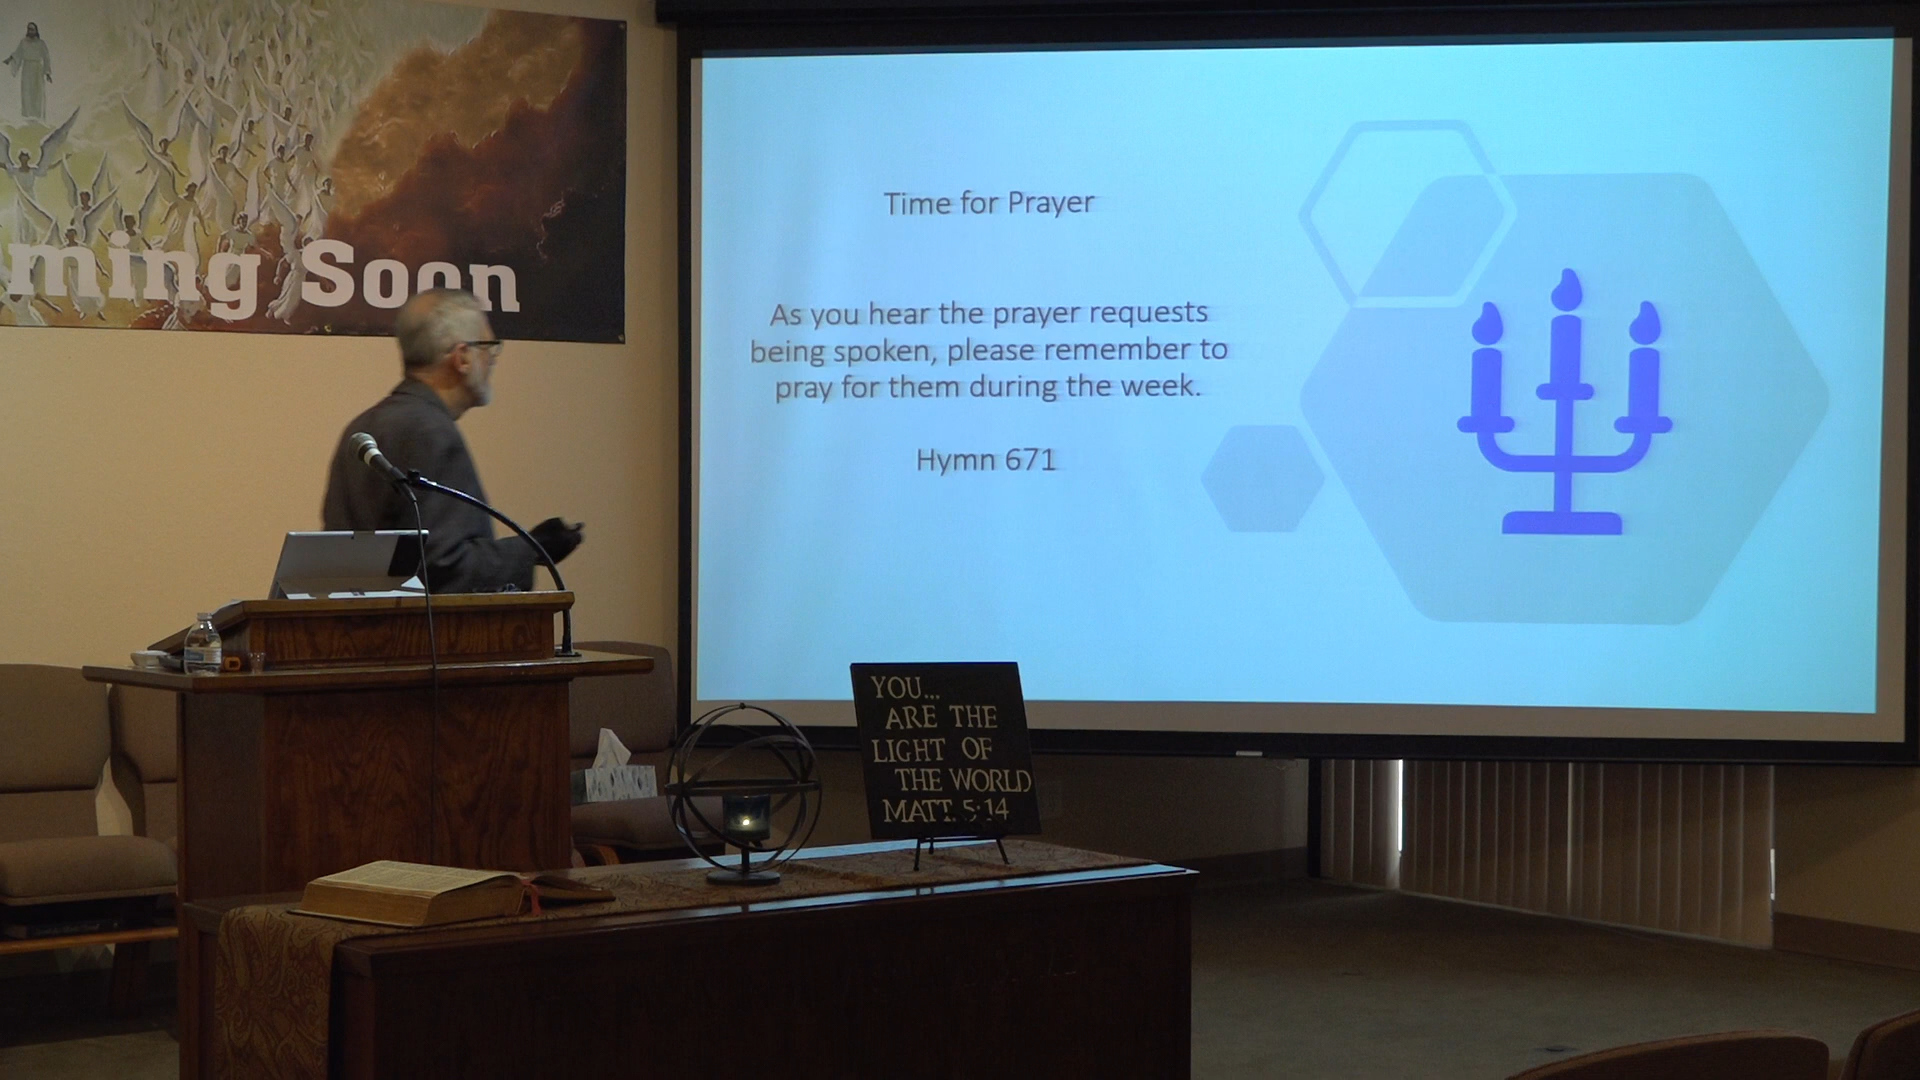 ming Soon
Time for Prayer
As you hear the prayer requests
being spoken, please remember to
pray for them during the week.
Hymn 671
YOU...
ARE THE
LIGHT OF
THE WORLD
MATT. 5:14